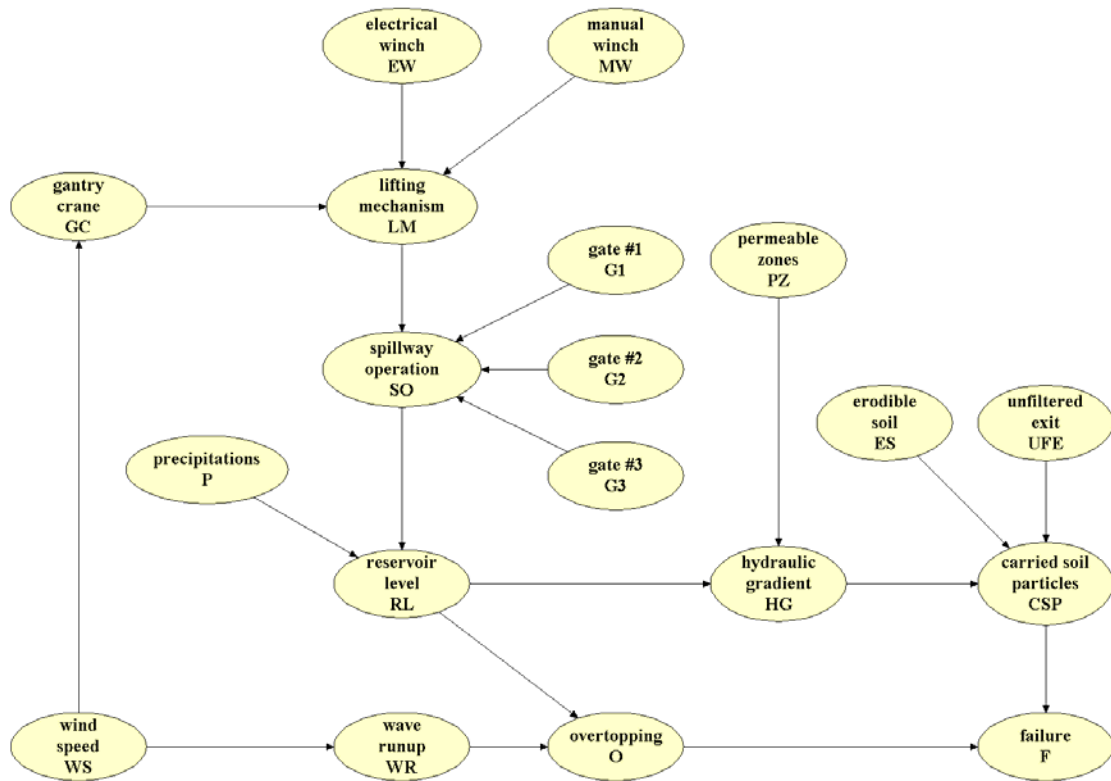 electrical
winch
EW
manual
winch
MW
gantry
crane
GC
lifting
mechanism
LM
gate #1
G1
permeable
zones
PZ
spillway
operation
SO
gate #2
G2
erodible
soil
ES
unfiltered
exit
UFE
precipitations
P
gate #3
G3
reservoir
level
RL
hydraulic
gradient
HG
carried soil
particles
CSP
wind
speed
WS
wave
runup
WR
overtopping
O
failure
F